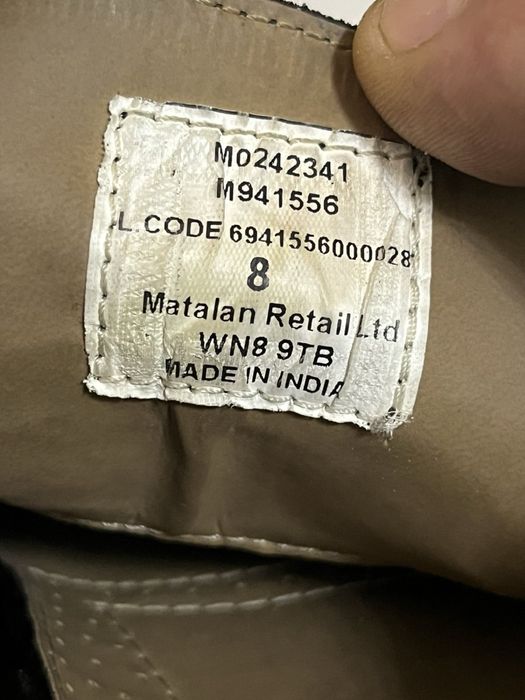 M0242341
M941556
L.CODE 6941556000028
8
Matalan Retail Ltd
WN8 9TB
MADE IN INDIA